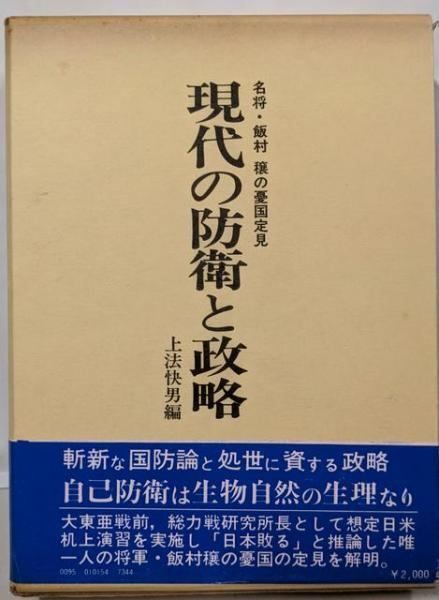 名将・飯村 穣の憂国定見
現代の防衛と政略
上法快男編
斬新な国防論と処世に資する政略
自己防衛は生物自然の生理なり
大東亜戦前，総力戦研究所長として想定日米
机上演習を実施し「日本敗る」と推論した唯
一人の将軍・飯村穣の憂国の定見を解明。
0095 010154 7344
￥2,000